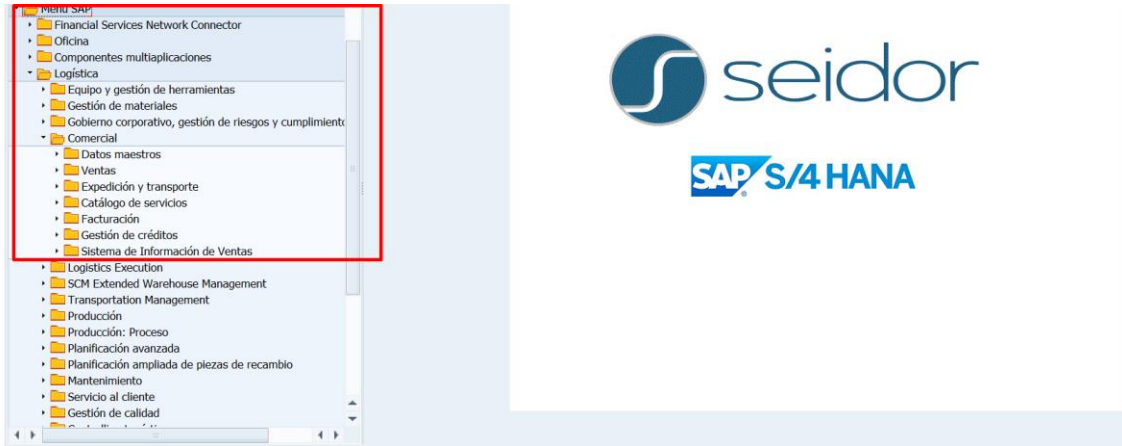 Menú SAP
Financial Services Network Connector
Oficina
Componentes multiaplicaciones
Logística
Equipo y gestión de herramientas
Gestión de materiales
Gobierno corporativo, gestión de riesgos y cumplimiento
Comercial
Datos maestros
Ventas
Expedición y transporte
Catálogo de servicios
Facturación
Gestión de créditos
Sistema de Información de Ventas
Logistics Execution
SCM Extended Warehouse Management
Transportation Management
Producción
Producción: Proceso
Planificación avanzada
Planificación ampliada de piezas de recambio
Mantenimiento
Servicio al cliente
Gestión de calidad
seidor
SAP S/4 HANA